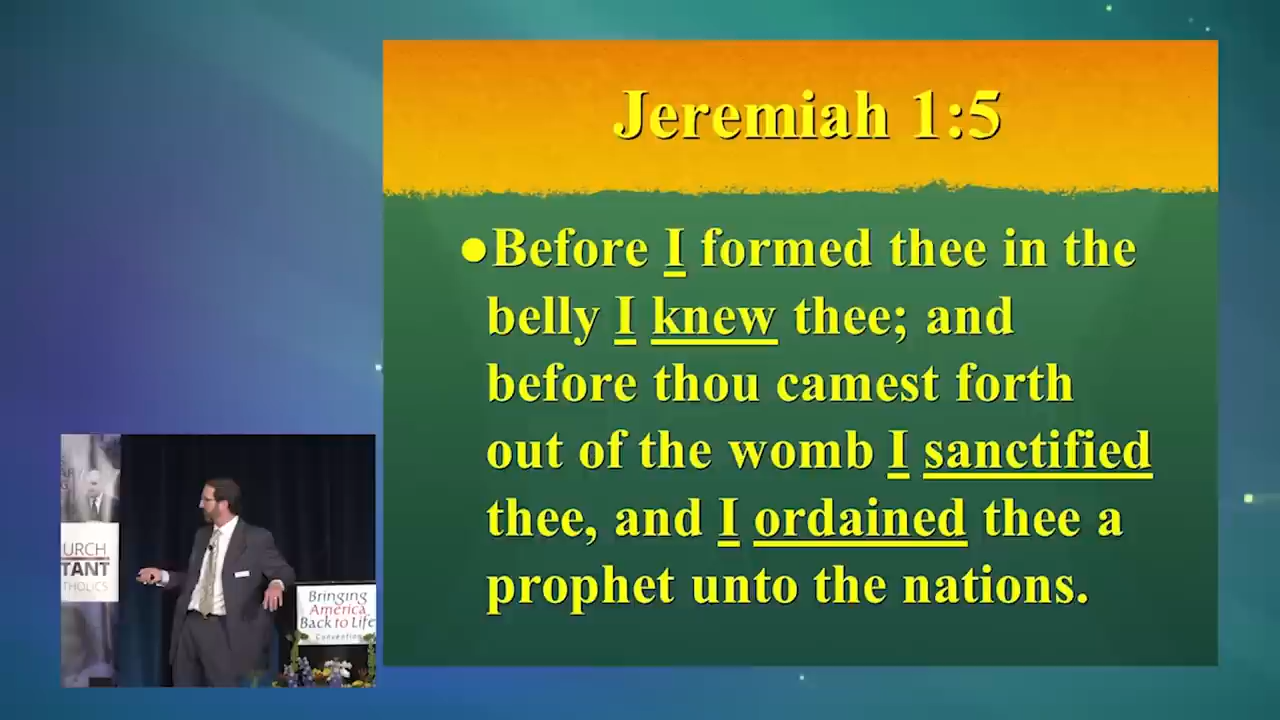 Jeremiah 1:5
●Before I formed thee in the
belly I knew thee; and
before thou camest forth
out of the womb I sanctified
thee, and I ordained thee a
prophet unto the nations.
URCH
TANT
THOLICS
Bringing
America
Back to Life
Convention